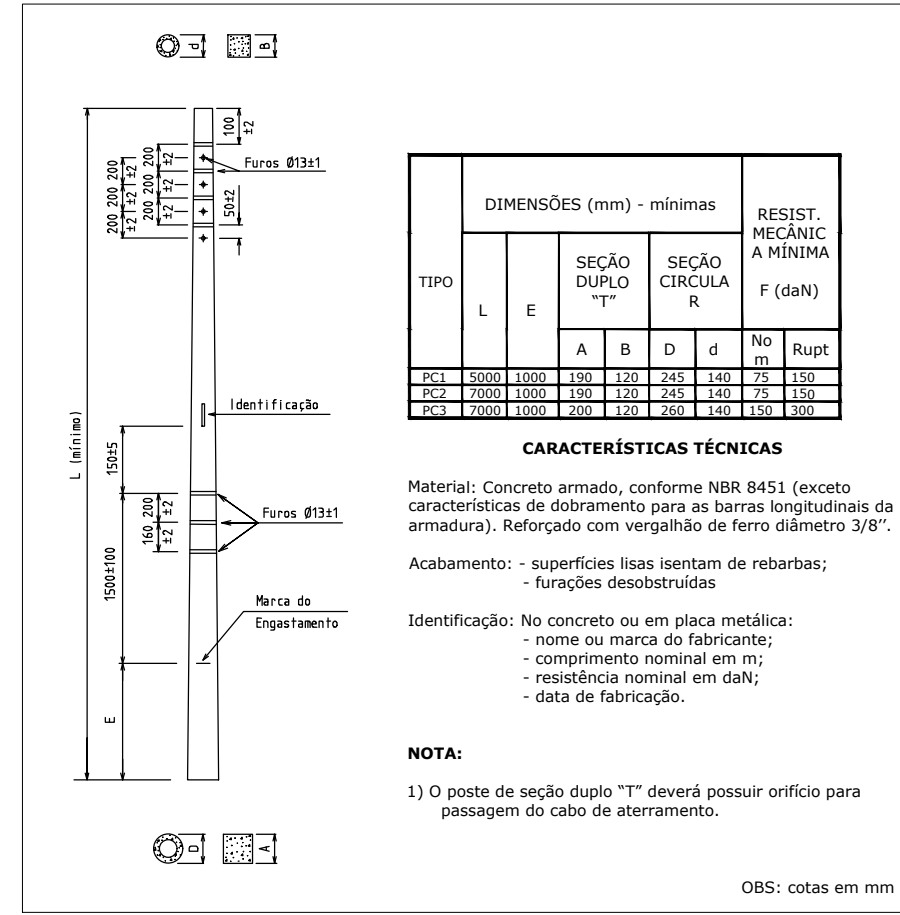 d
B
100
±2
200 200 200
±2 ±2 ±2
200 200 200
±2 ±2 ±2
Furos Ø13±1
50±2
L (mínimo)
Identificação
150±5
160, 200
±2 ±2
Furos Ø13±1
1500±100
Marca do
Engastamento
E
D
A
TIPO
DIMENSÕES (mm) - mínimas
RESIST.
MECÂNIC
A MÍNIMA
F (daN)
L E
SEÇÃO
DUPLO
“T”
SEÇÃO
CIRCULA
R
A B D d
No
m
Rupt
PC1 5000 1000 190 120 245 140 75 150
PC2 7000 1000 190 120 245 140 75 150
PC3 7000 1000 200 120 260 140 150 300
CARACTERÍSTICAS TÉCNICAS
Material: Concreto armado, conforme NBR 8451 (exceto
características de dobramento para as barras longitudinais da
armadura). Reforçado com vergalhão de ferro diâmetro 3/8’’.
Acabamento: - superfícies lisas isentam de rebarbas;
- furações desobstruídas
Identificação: No concreto ou em placa metálica:
- nome ou marca do fabricante;
- comprimento nominal em m;
- resistência nominal em daN;
- data de fabricação.
NOTA:
1) O poste de seção duplo “T” deverá possuir orifício para
passagem do cabo de aterramento.
OBS: cotas em mm